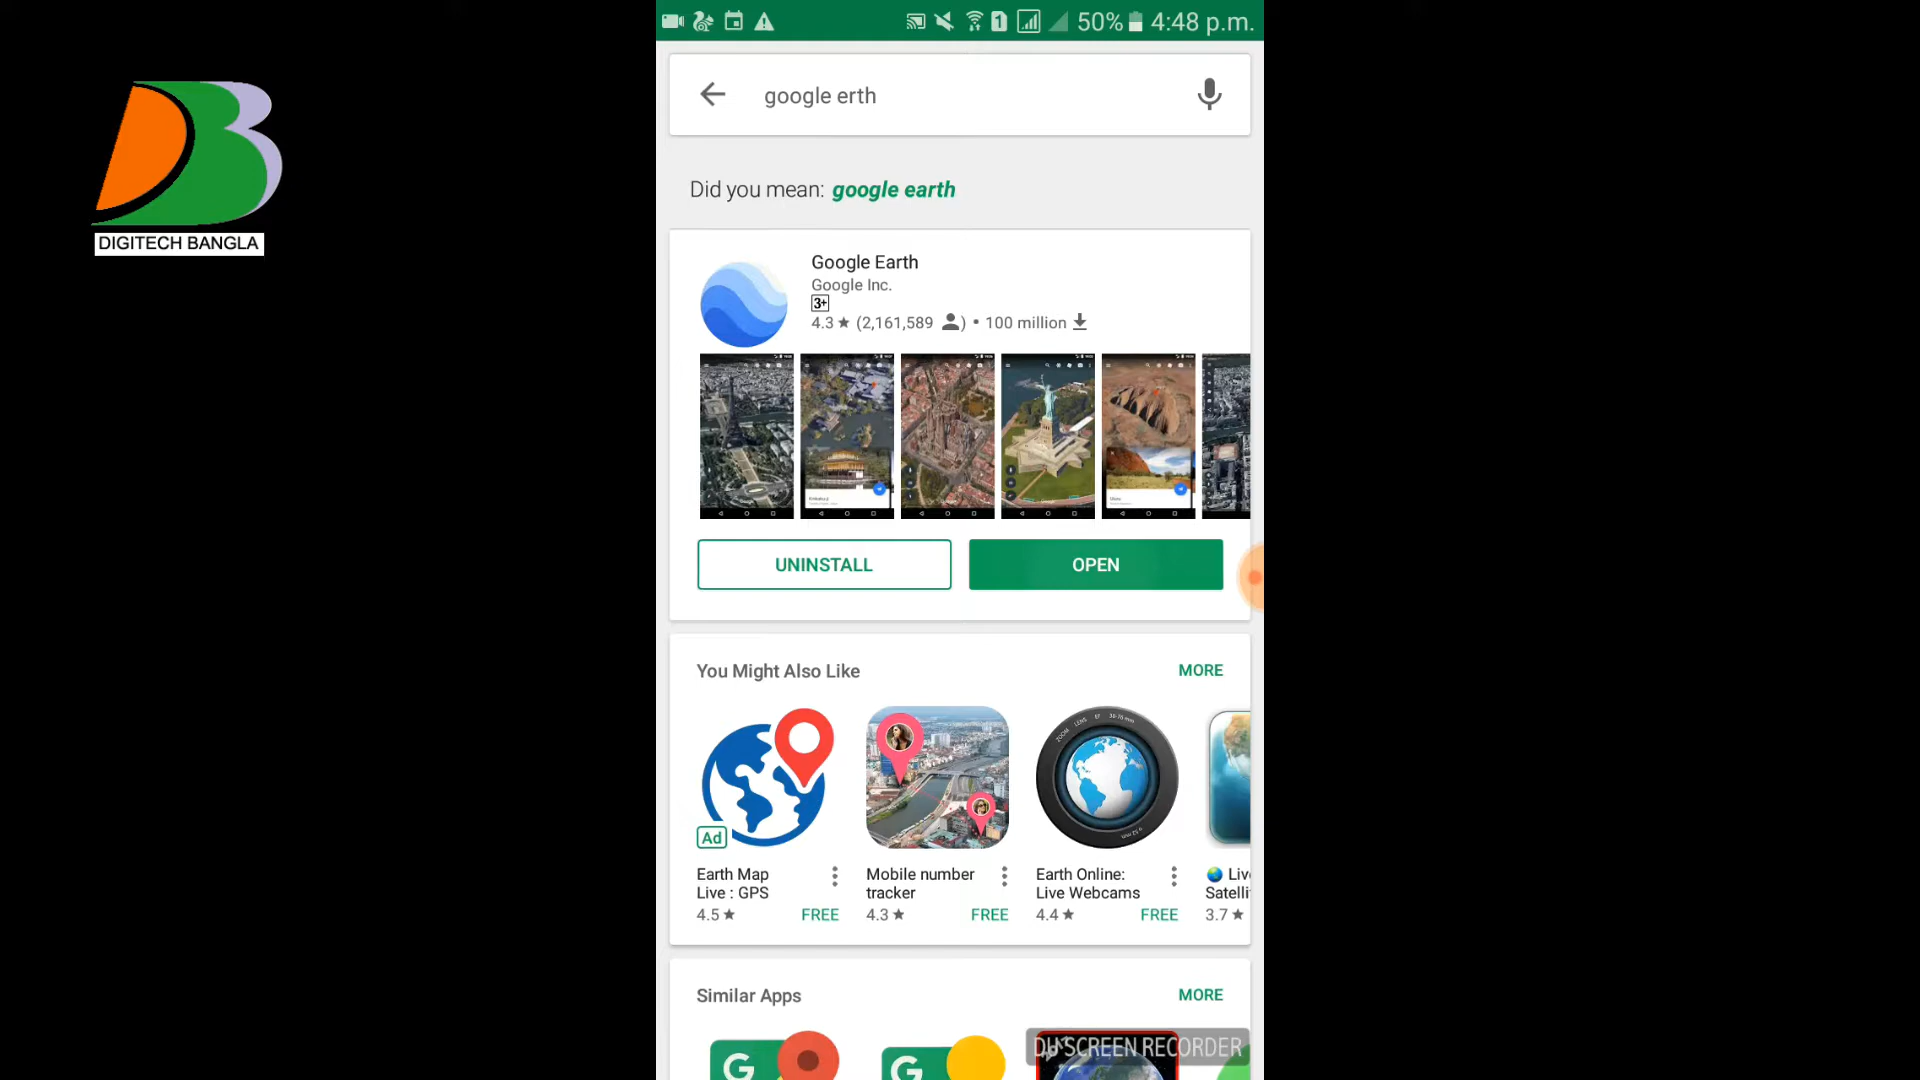 50% 4:48 p.m.
google erth
Did you mean: google earth
DIGITECH BANGLA
Google Earth
Google Inc.
3+
4.3 ★ (2,161,589 ) • 100 million
UNINSTALL
OPEN
You Might Also Like
MORE
Ad
Earth Map
Live : GPS
4.5 ★ FREE
Mobile number
tracker
4.3 ★ FREE
Earth Online:
Live Webcams
4.4 ★ FREE
Liv
Satelli
3.7 ★
Similar Apps
MORE
DU SCREEN RECORDER